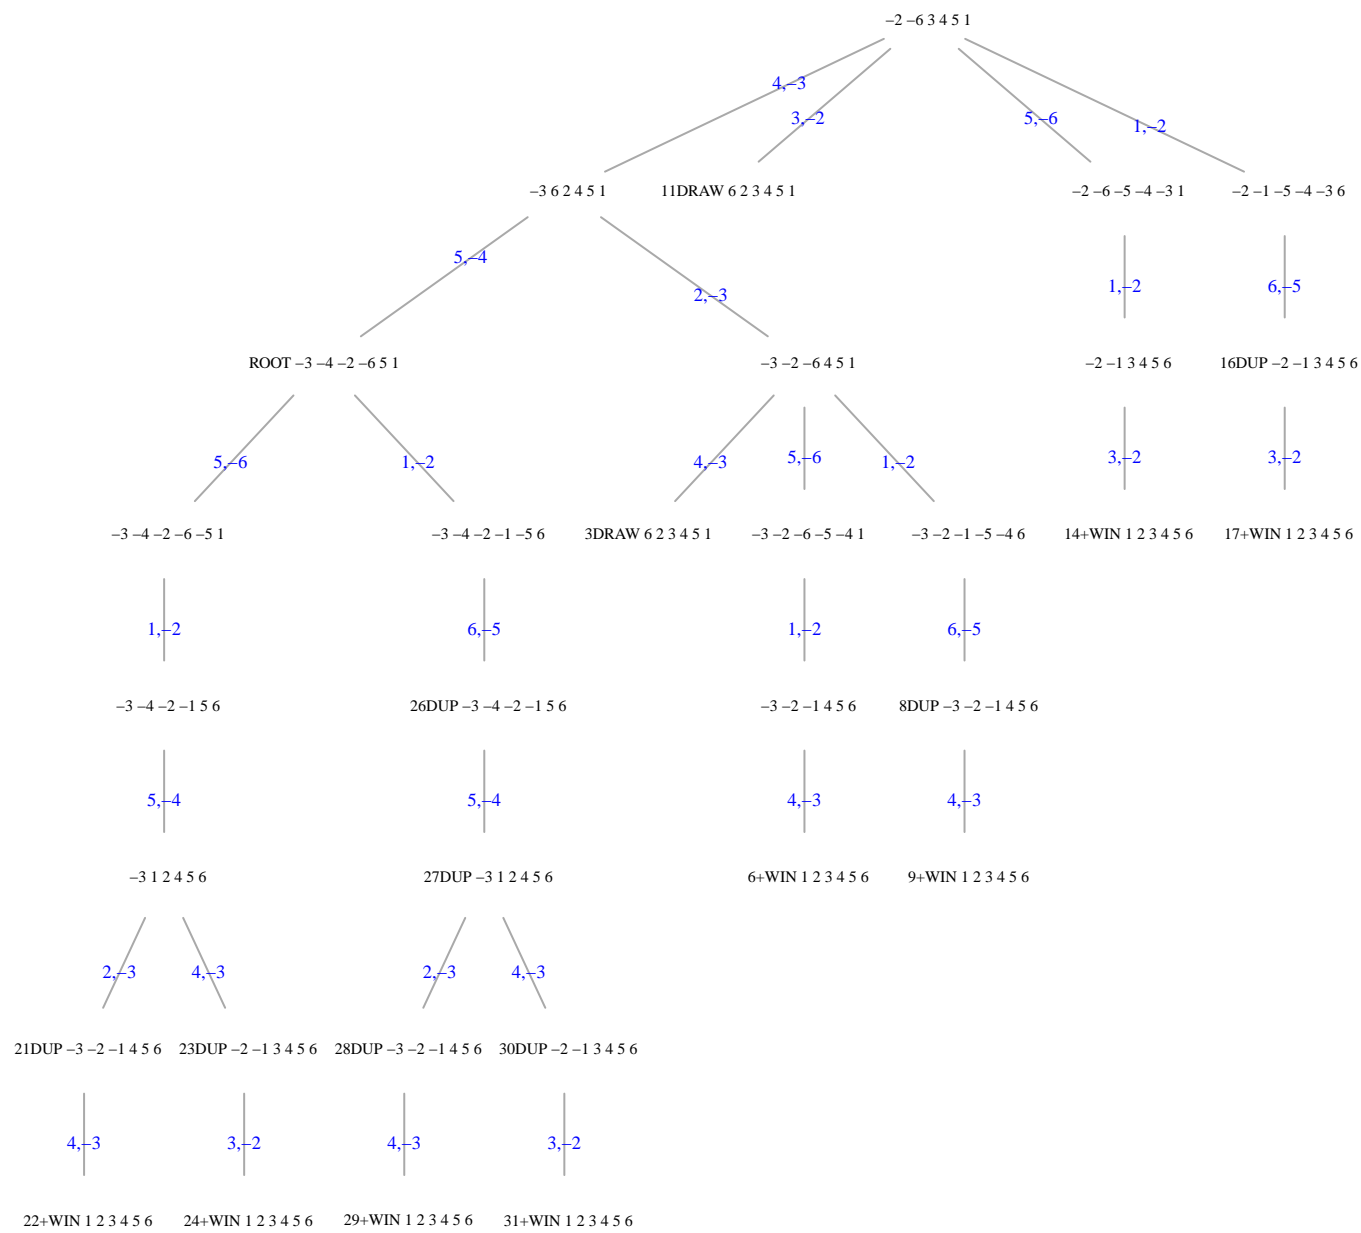 −2 −6 3 4 5 1
4,−3
3,−2
5,−6
1,−2
−3 6 2 4 5 1
11DRAW 6 2 3 4 5 1
−2 −6 −5 −4 −3 1
−2 −1 −5 −4 −3 6
5,−4
2,−3
1,−2
6,−5
ROOT −3 −4 −2 −6 5 1
−3 −2 −6 4 5 1
−2 −1 3 4 5 6
16DUP −2 −1 3 4 5 6
5,−6
1,−2
4,−3
5,−6
1,−2
3,−2
3,−2
−3 −4 −2 −6 −5 1
−3 −4 −2 −1 −5 6
3DRAW 6 2 3 4 5 1
−3 −2 −6 −5 −4 1
−3 −2 −1 −5 −4 6
14+WIN 1 2 3 4 5 6
17+WIN 1 2 3 4 5 6
1,−2
6,−5
1,−2
6,−5
−3 −4 −2 −1 5 6
26DUP −3 −4 −2 −1 5 6
−3 −2 −1 4 5 6
8DUP −3 −2 −1 4 5 6
5,−4
5,−4
4,−3
4,−3
−3 1 2 4 5 6
27DUP −3 1 2 4 5 6
6+WIN 1 2 3 4 5 6
9+WIN 1 2 3 4 5 6
2,−3
4,−3
2,−3
4,−3
21DUP −3 −2 −1 4 5 6
23DUP −2 −1 3 4 5 6
28DUP −3 −2 −1 4 5 6
30DUP −2 −1 3 4 5 6
4,−3
3,−2
4,−3
3,−2
22+WIN 1 2 3 4 5 6
24+WIN 1 2 3 4 5 6
29+WIN 1 2 3 4 5 6
31+WIN 1 2 3 4 5 6